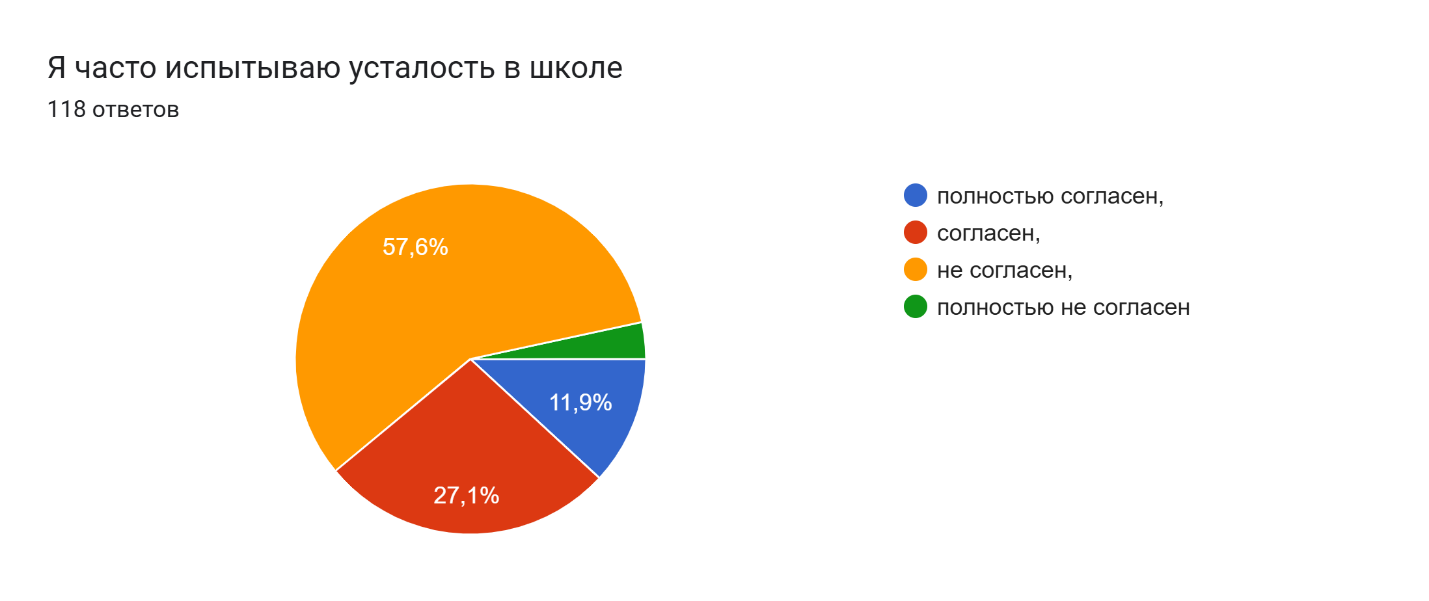 Я часто испытываю усталость в школе
118 ответов
57,6%
11,9%
27,1%
полностью согласен,
согласен,
не согласен,
полностью не согласен